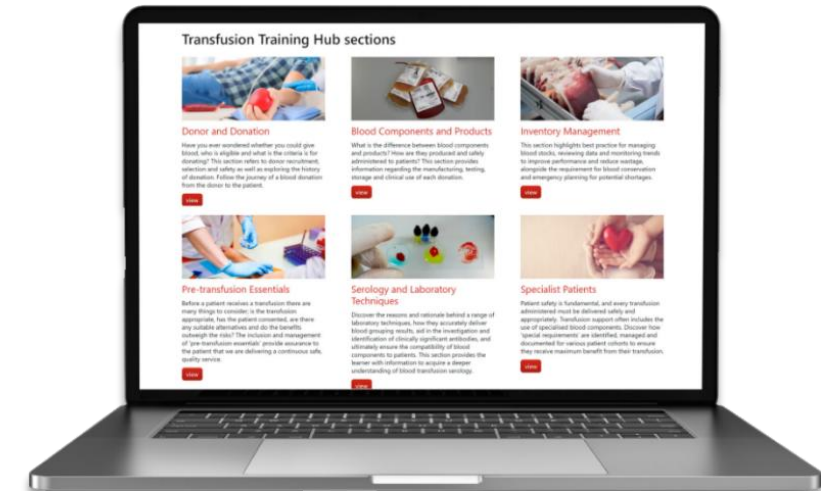 Transfusion Training Hub sections
Donor and Donation
Have you ever wondered whether you could give
blood, who is eligible and what is the criteria for
donating? This section refers to donor recruitment,
selection and safety as well as exploring the history
of donation. Follow the journey of a blood donation
from the donor to the patient.
view
Blood Components and Products
What is the difference between blood components
and products? How are they produced and safely
administered to patients? This section provides
information regarding the manufacturing, testing,
storage and clinical use of each donation.
view
Inventory Management
This section highlights best practice for managing
blood stocks, reviewing data and monitoring trends
to improve performance and reduce wastage,
alongside the requirement for blood conservation
and emergency planning for potential shortages.
view
Pre-transfusion Essentials
Before a patient receives a transfusion there are
many things to consider; is the transfusion
appropriate, has the patient consented, are there
any suitable alternatives and do the benefits
outweigh the risks? The inclusion and management
of 'pre-transfusion essentials' provide assurance to
the patient that we are delivering a continuous safe,
quality service.
view
Serology and Laboratory
Techniques
Discover the reasons and rationale behind a range of
laboratory techniques, how they accurately deliver
blood grouping results, aid in the investigation and
identification of clinically significant antibodies, and
ultimately ensure the compatibility of blood
components to patients. This section provides the
learner with information to acquire a deeper
understanding of blood transfusion serology.
view
Specialist Patients
Patient safety is fundamental, and every transfusion
administered must be delivered safely and
appropriately. Transfusion support often includes the
use of specialised blood components. Discover how
'special requirements' are identified, managed and
documented for various patient cohorts to ensure
they receive maximum benefit from their transfusion.
view